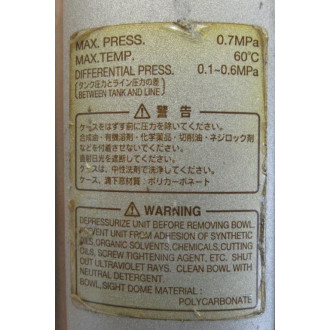 MAX. PRESS. 0.7MPa
MAX.TEMP. 60℃
DIFFERENTIAL PRESS. 0.1~0.6MPa
(タンク圧力とライン圧力の差
BETWEEN TANK AND LINE)
⚠ 警告
ケースをはずす前に圧力を除いてください。
合成油・有機溶剤・化学薬品・切削油・ネジロック剤
などを付着させないでください。
直射日光を遮断してください。
ケースは、中性洗剤で洗浄してください。
ケース、滴下窓材質:ポリカーボネート
⚠ WARNING
DEPRESSURIZE UNIT BEFORE REMOVING BOWL.
PREVENT UNIT FROM ADHESION OF SYNTHETIC
OILS, ORGANIC SOLVENTS, CHEMICALS, CUTTING
OILS, SCREW TIGHTENING AGENT, ETC. SHUT
OUT ULTRAVIOLET RAYS. CLEAN BOWL WITH
NEUTRAL DETERGENT.
BOWL, SIGHT DOME MATERIAL :
POLYCARBONATE